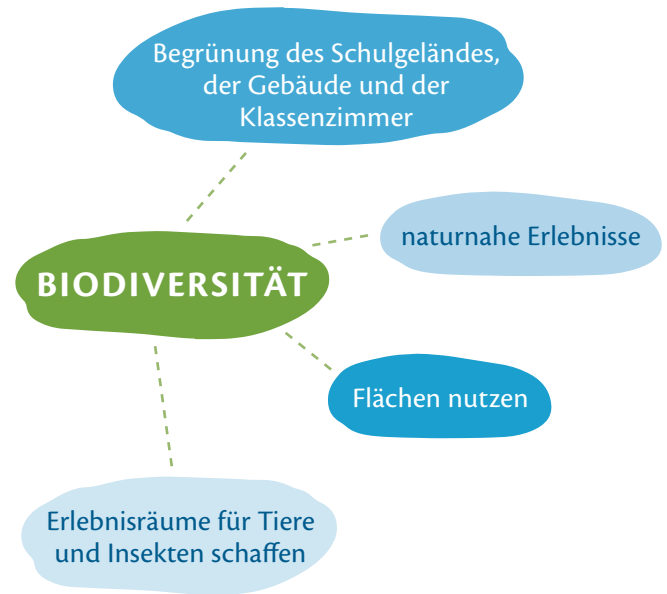 Begrünung des Schulgeländes,
der Gebäude und der
Klassenzimmer
naturnahe Erlebnisse
BIODIVERSITÄT
Flächen nutzen
Erlebnisräume für Tiere
und Insekten schaffen